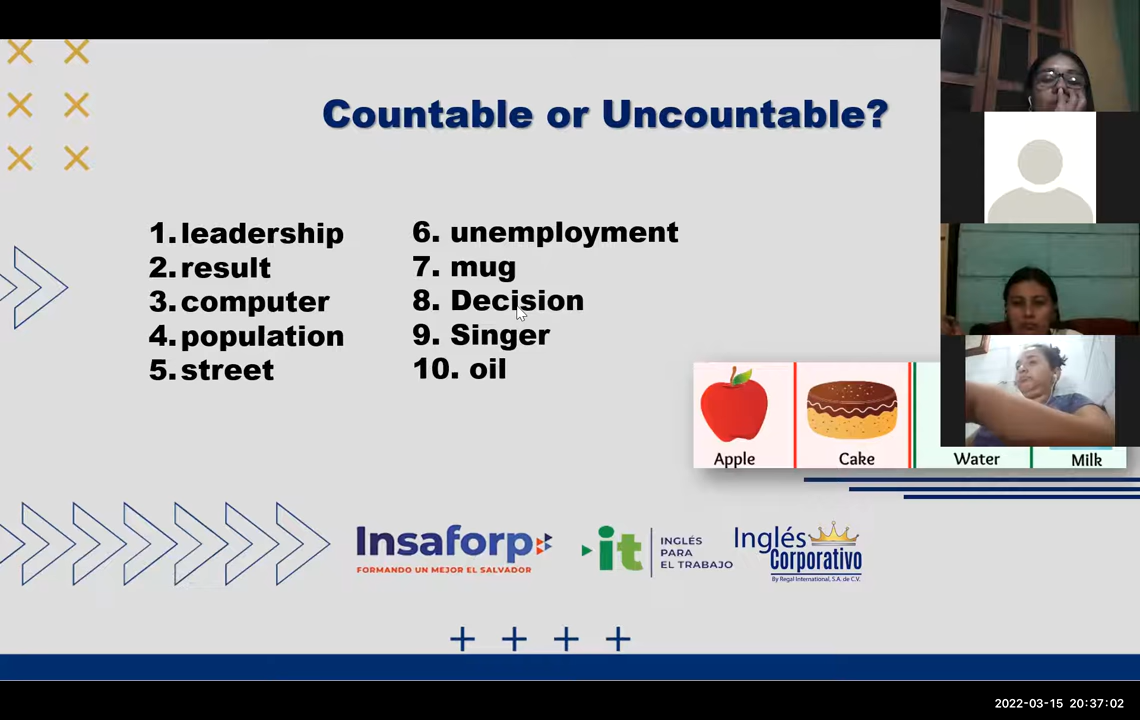 Countable or Uncountable?
1. leadership
2. result
3. computer
4. population
5. street
6. unemployment
7. mug
8. Decision
9. Singer
10. oil
Apple
Cake
Water
Milk
Insaforp
FORMANDO UN MEJOR EL SALVADOR
it
INGLÉS
PARA
EL TRABAJO
Inglés
Corporativo
By Regal International, S.A. de C.V.
2022-03-15 20:37:02